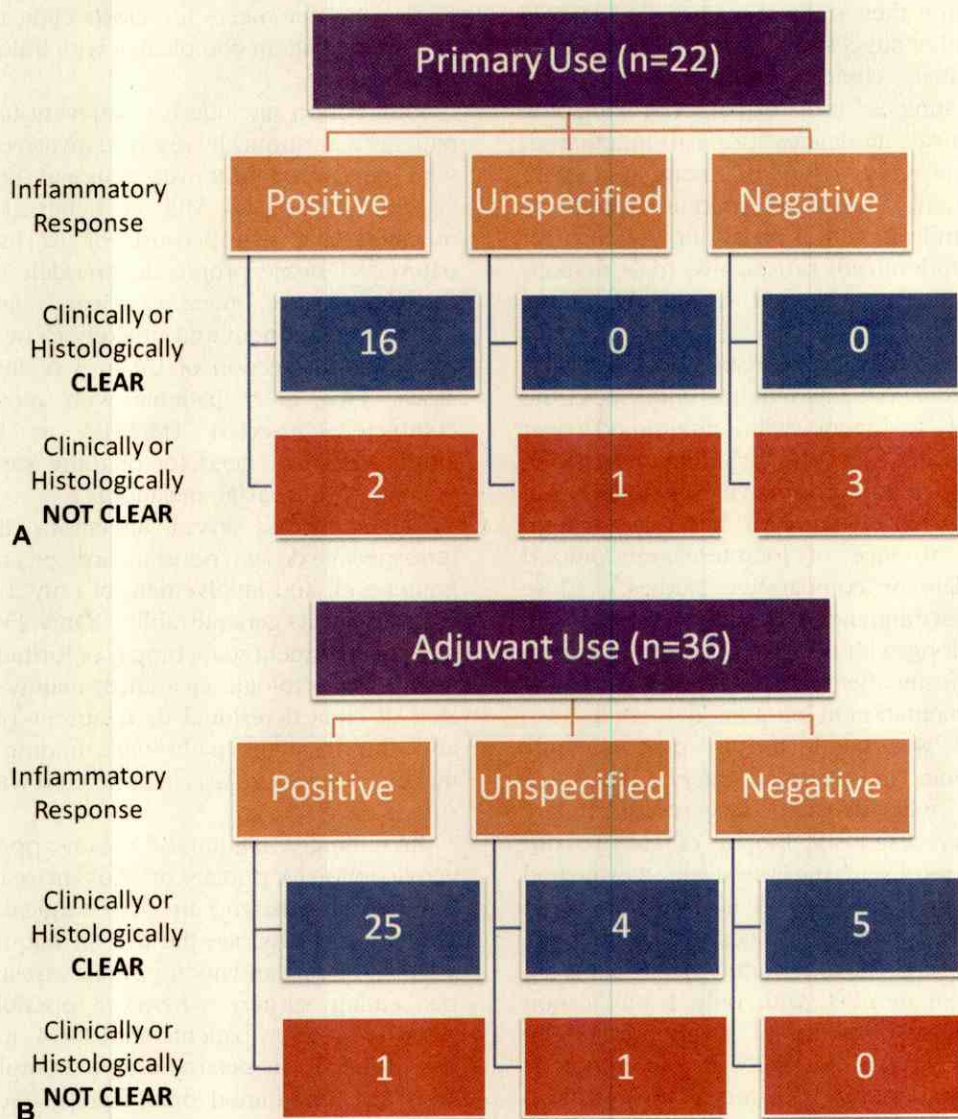 Primary Use (n=22)
Inflammatory
Response
Positive
Unspecified
Negative
Clinically or
Histologically
CLEAR
16
0
0
Clinically or
Histologically
NOT CLEAR
2
1
3
A
Adjuvant Use (n=36)
Inflammatory
Response
Positive
Unspecified
Negative
Clinically or
Histologically
CLEAR
25
4
5
Clinically or
Histologically
NOT CLEAR
1
1
0
B